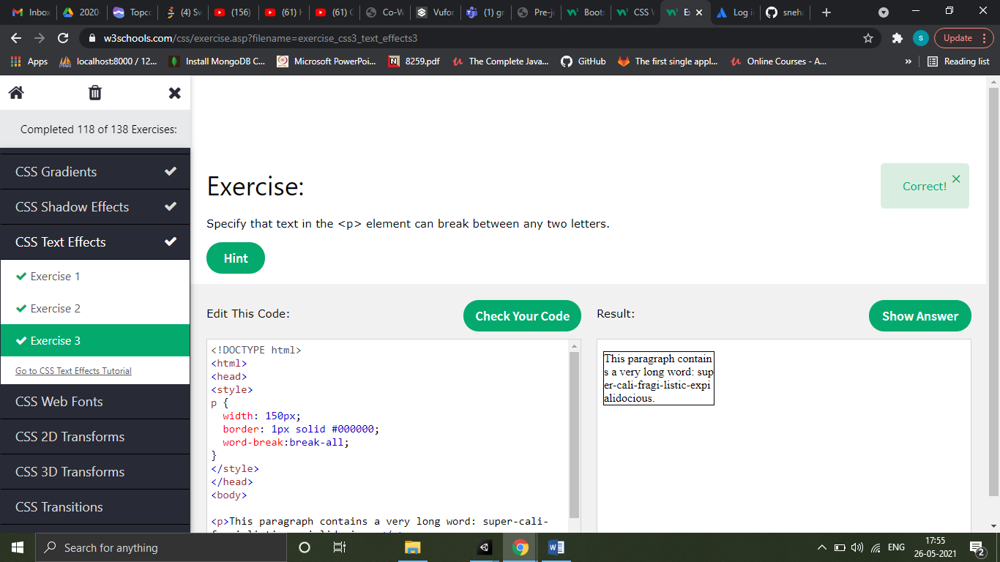 Inbox
2020-
Topco
(4) Sw
(156)
(61) H
(61) C
Co-W
Vufor
(1) gr
Pre-jo
Boots
CSS V
Ex
Log in
sneha
w3schools.com/css/exercise.asp?filename=exercise_css3_text_effects3
S
Update
Apps
localhost:8000 / 12...
Install MongoDB C...
Microsoft PowerPoi...
8259.pdf
The Complete Java...
GitHub
The first single appl...
Online Courses - A...
»
Reading list
Completed 118 of 138 Exercises:
CSS Gradients
CSS Shadow Effects
CSS Text Effects
Exercise 1
Exercise 2
Exercise 3
Go to CSS Text Effects Tutorial
CSS Web Fonts
CSS 2D Transforms
CSS 3D Transforms
CSS Transitions
Exercise:
Correct!
Specify that text in the <p> element can break between any two letters.
Hint
Edit This Code:
Check Your Code
Result:
Show Answer
<!DOCTYPE html>
<html>
<head>
<style>
p {
width: 150px;
border: 1px solid #000000;
word-break:break-all;
}
</style>
</head>
<body>
<p>This paragraph contains a very long word: super-cali-
This paragraph contain
s a very long word: sup
er-cali-fragi-listic-expi
alidocious.
Search for anything
ENG
17:55
26-05-2021
2